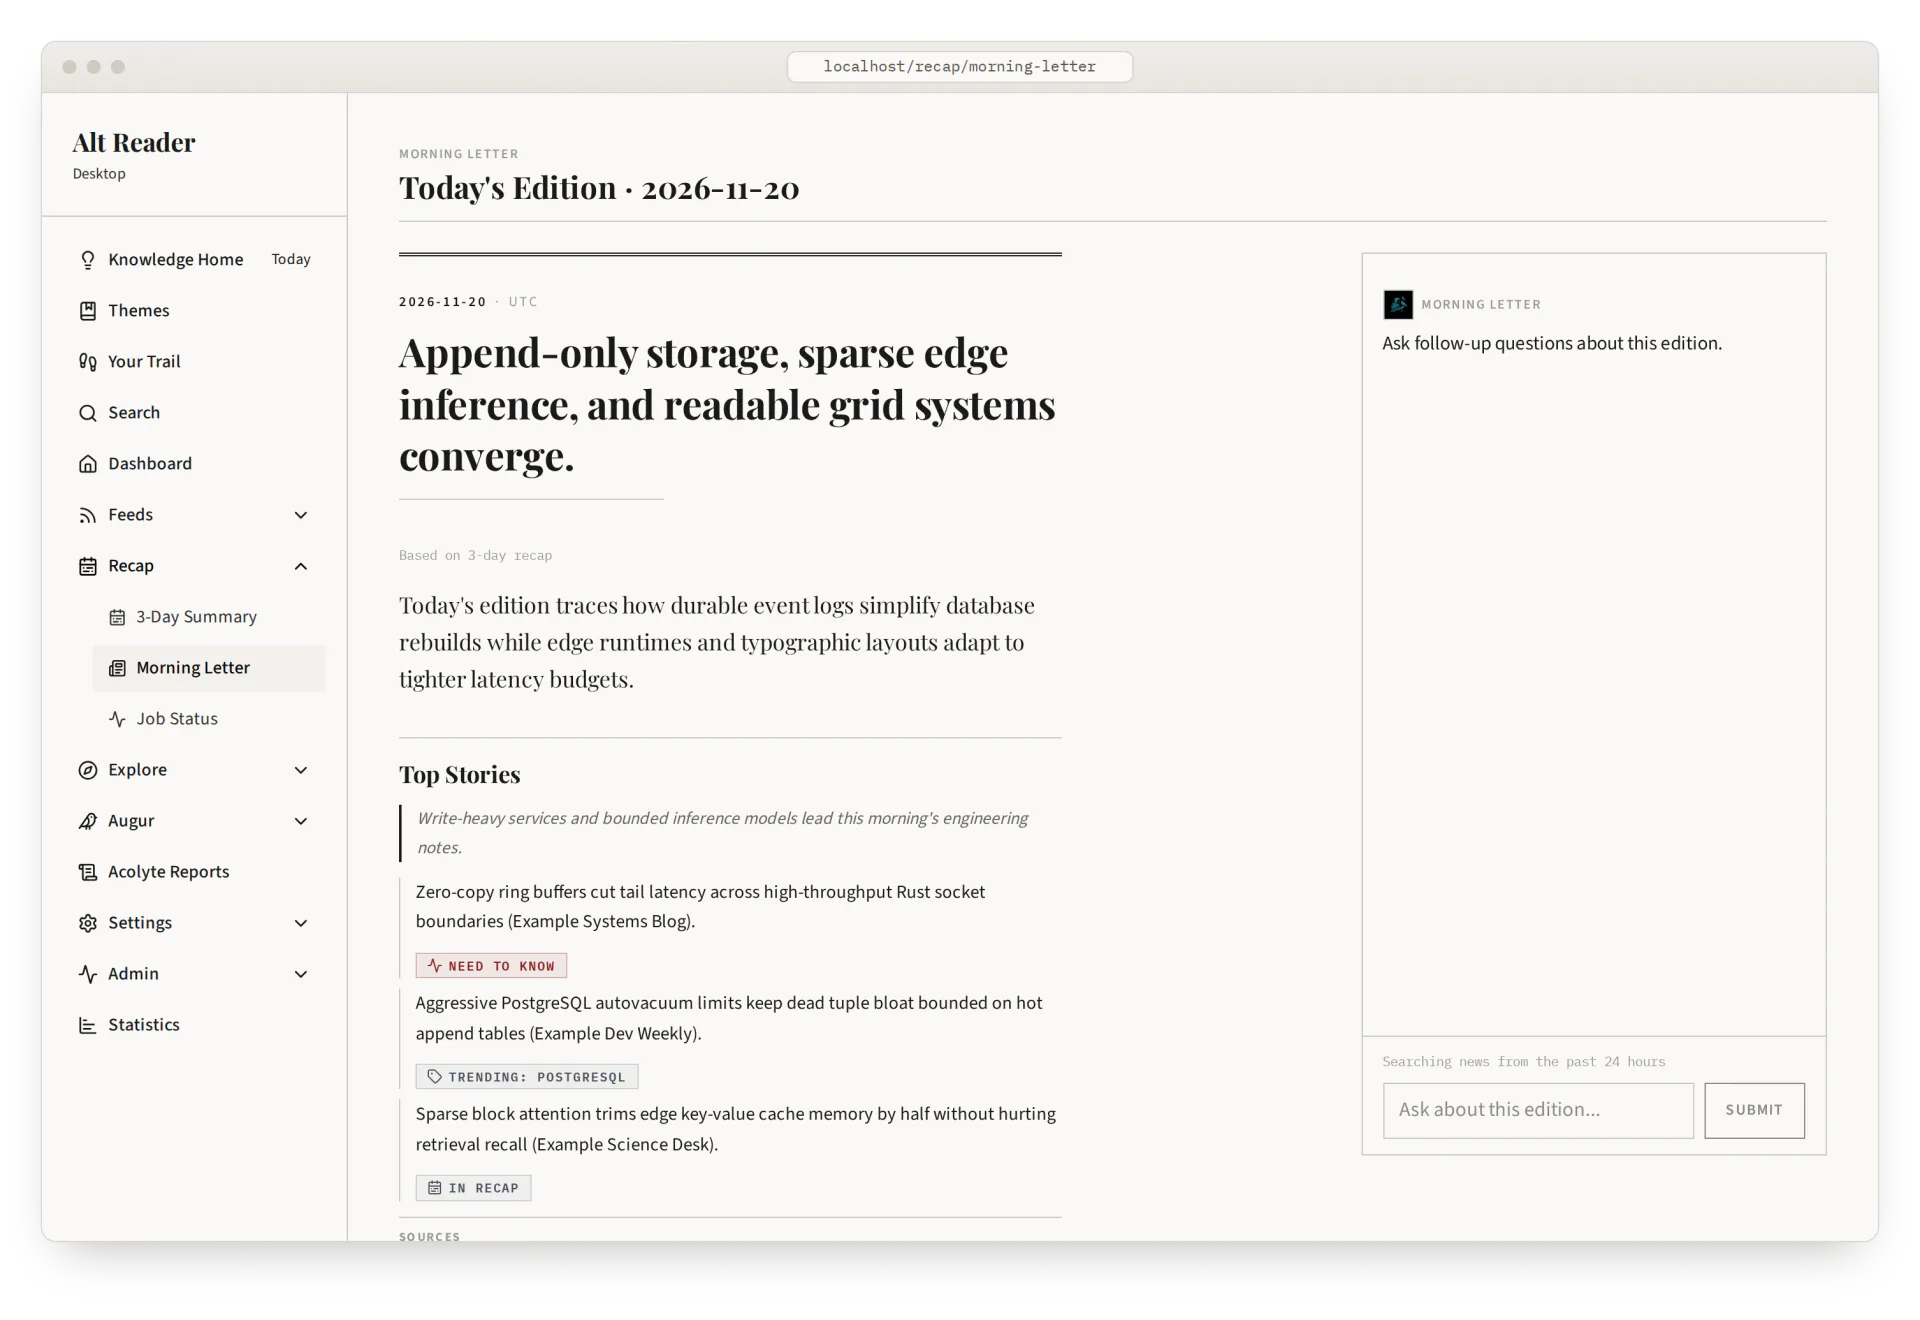 localhost/recap/morning-letter
Alt Reader
Desktop
Knowledge Home Today
Themes
Your Trail
Search
Dashboard
Feeds
Recap
3-Day Summary
Morning Letter
Job Status
Explore
Augur
Acolyte Reports
Settings
Admin
Statistics
MORNING LETTER
Today's Edition · 2026-11-20
2026-11-20 · UTC
Append-only storage, sparse edge
inference, and readable grid systems
converge.
Based on 3-day recap
Today's edition traces how durable event logs simplify database
rebuilds while edge runtimes and typographic layouts adapt to
tighter latency budgets.
Top Stories
Write-heavy services and bounded inference models lead this morning's engineering
notes.
Zero-copy ring buffers cut tail latency across high-throughput Rust socket
boundaries (Example Systems Blog).
NEED TO KNOW
Aggressive PostgreSQL autovacuum limits keep dead tuple bloat bounded on hot
append tables (Example Dev Weekly).
TRENDING: POSTGRESQL
Sparse block attention trims edge key-value cache memory by half without hurting
retrieval recall (Example Science Desk).
IN RECAP
SOURCES
MORNING LETTER
Ask follow-up questions about this edition.
Searching news from the past 24 hours
Ask about this edition...
SUBMIT